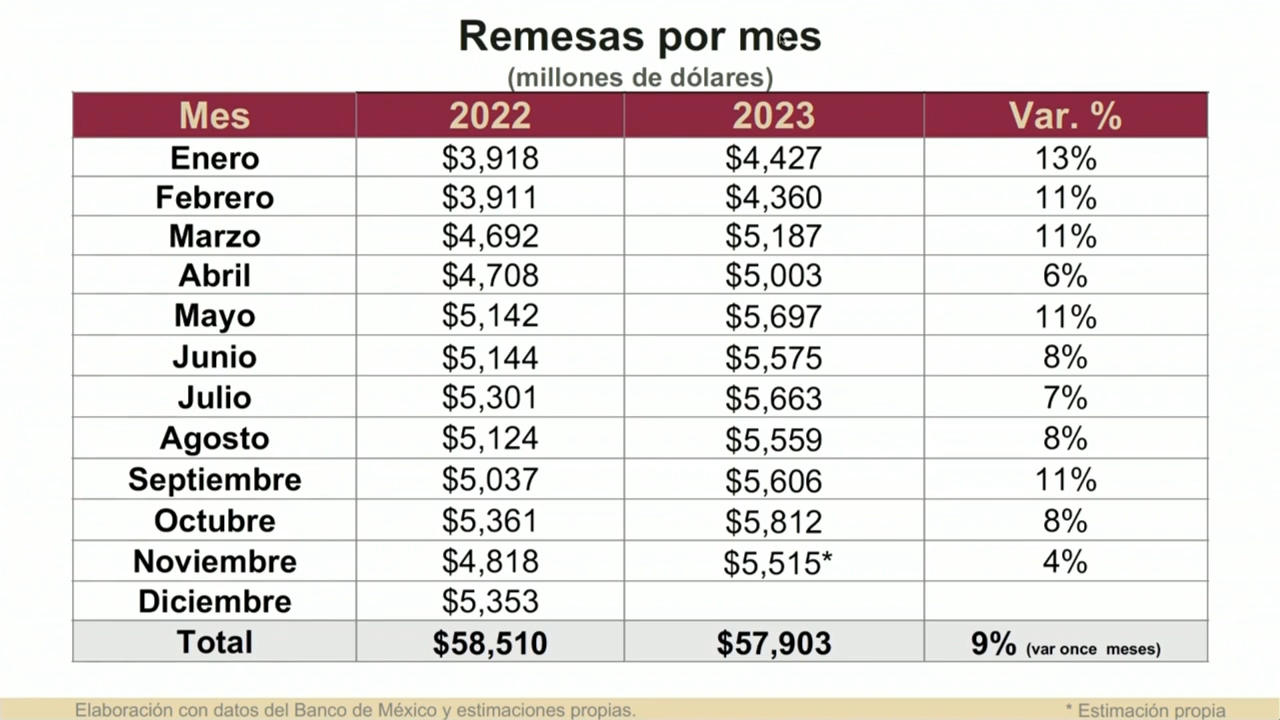 Remesas por mes
(millones de dólares)
Mes 2022 2023 Var. %
Enero $3,918 $4,427 13%
Febrero $3,911 $4,360 11%
Marzo $4,692 $5,187 11%
Abril $4,708 $5,003 6%
Mayo $5,142 $5,697 11%
Junio $5,144 $5,575 8%
Julio $5,301 $5,663 7%
Agosto $5,124 $5,559 8%
Septiembre $5,037 $5,606 11%
Octubre $5,361 $5,812 8%
Noviembre $4,818 $5,515* 4%
Diciembre $5,353
Total $58,510 $57,903 9% (var once meses)
Elaboración con datos del Banco de México y estimaciones propias. * Estimación propia